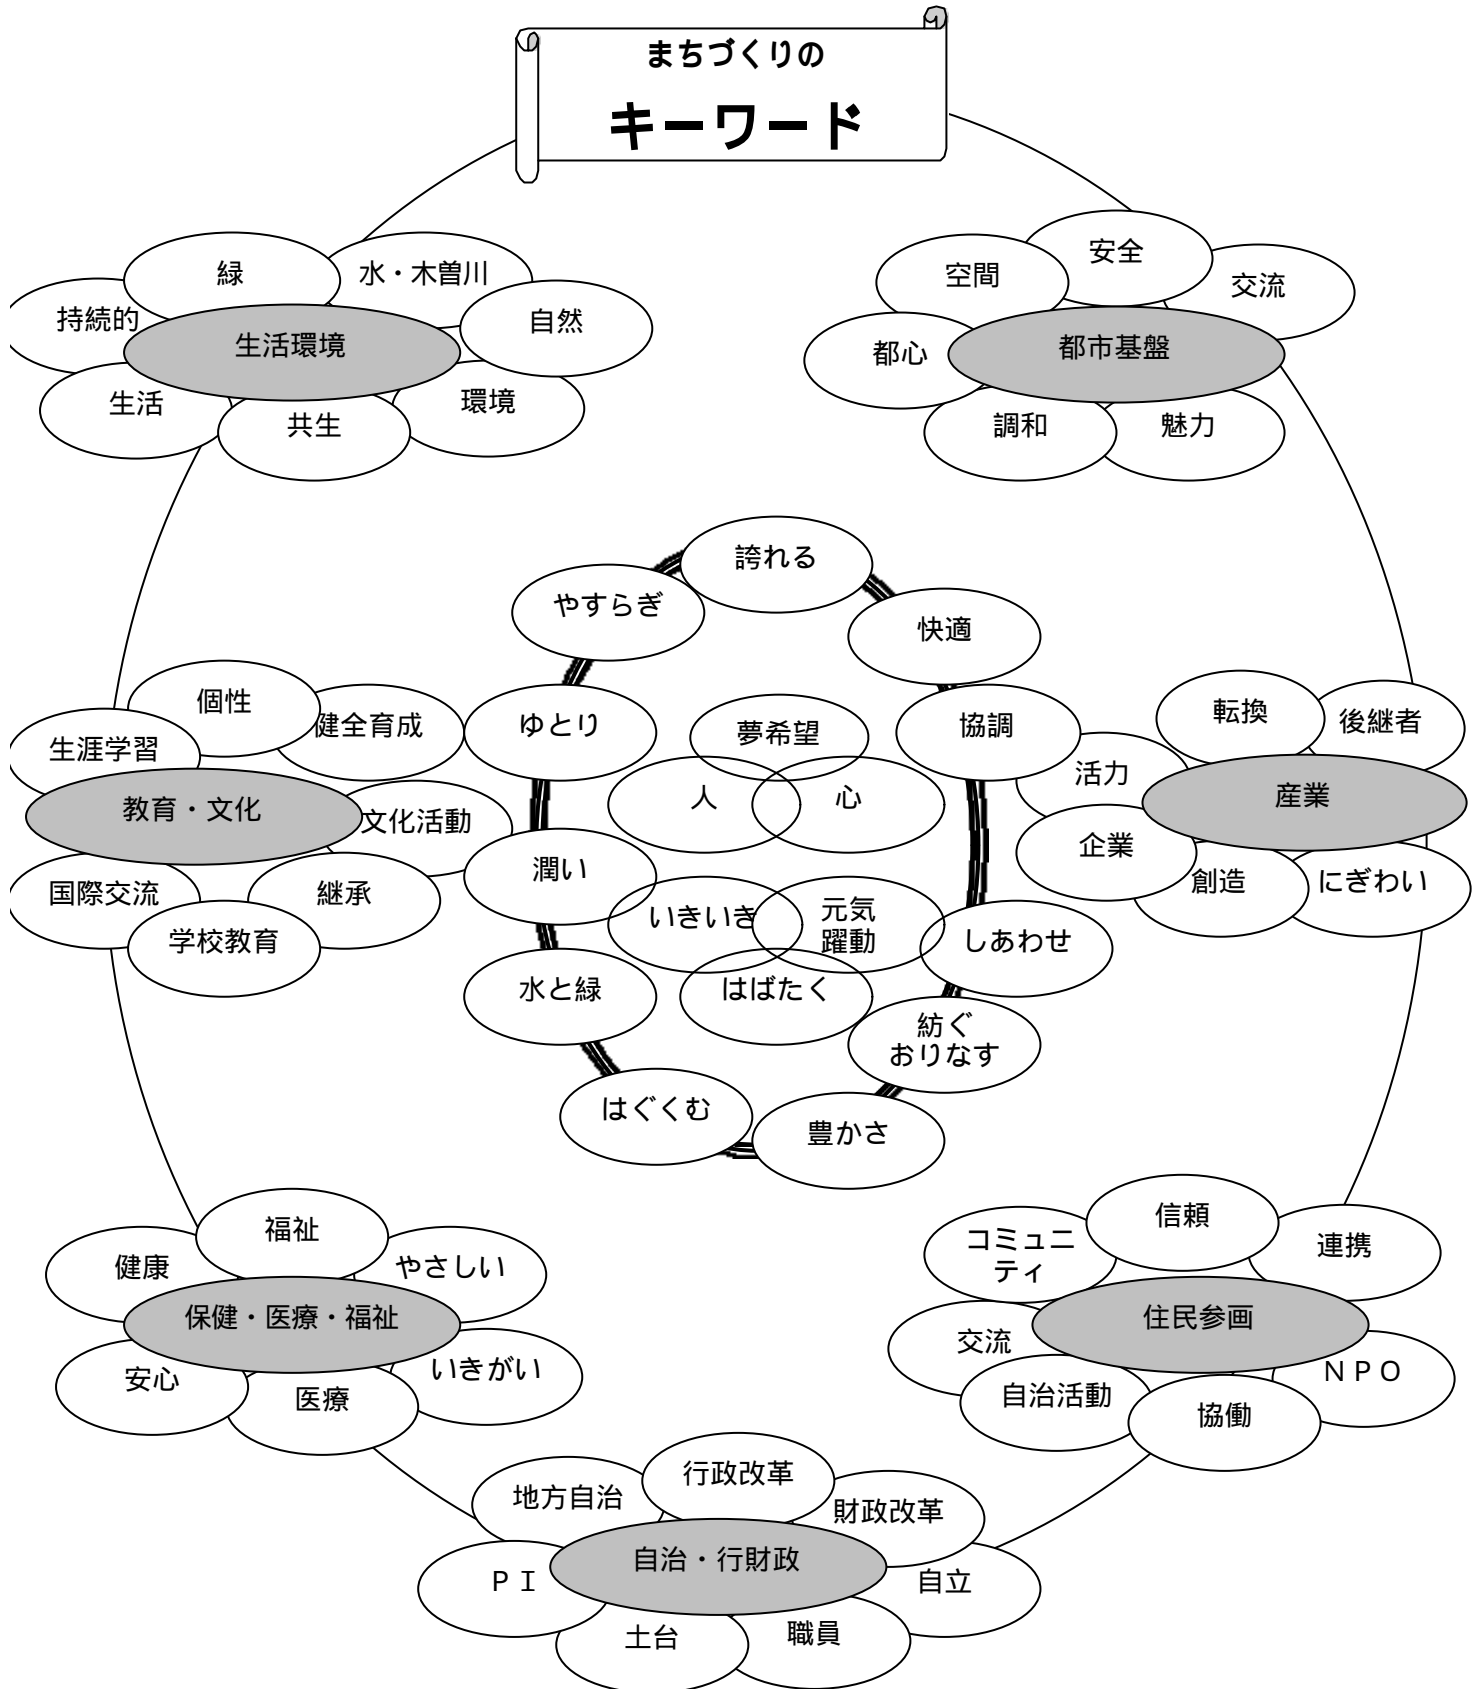 まちづくりの
キーワード
緑
水・木曽川
持続的
自然
生活環境
生活
共生
環境
空間
安全
交流
都心
都市基盤
調和
魅力
誇れる
やすらぎ
快適
ゆとり
協調
夢希望
人
心
潤い
いきいき
元気
躍動
しあわせ
水と緑
はばたく
紡ぐ
おりなす
はぐくむ
豊かさ
個性
健全育成
生涯学習
教育・文化
文化活動
国際交流
継承
学校教育
転換
後継者
活力
産業
企業
創造
にぎわい
福祉
健康
やさしい
保健・医療・福祉
安心
医療
いきがい
信頼
コミュニ
ティ
連携
住民参画
交流
自治活動
協働
ＮＰＯ
行政改革
地方自治
財政改革
自治・行財政
ＰＩ
自立
土台
職員